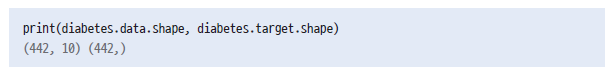 print(diabetes.data.shape, diabetes.target.shape)
(442, 10) (442,)